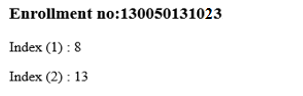 Enrollment no:130050131023
Index (1) : 8
Index (2) : 13